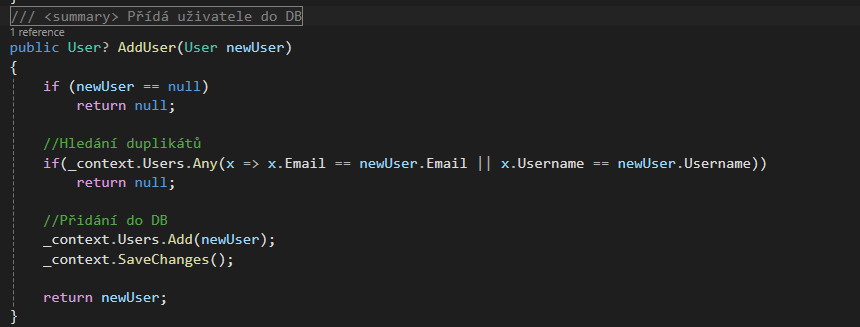 /// <summary> Přídá uživatele do DB
1 reference
public User? AddUser(User newUser)
{
if (newUser == null)
return null;
//Hledání duplikátů
if(_context.Users.Any(x => x.Email == newUser.Email || x.Username == newUser.Username))
return null;
//Přidání do DB
_context.Users.Add(newUser);
_context.SaveChanges();
return newUser;
}